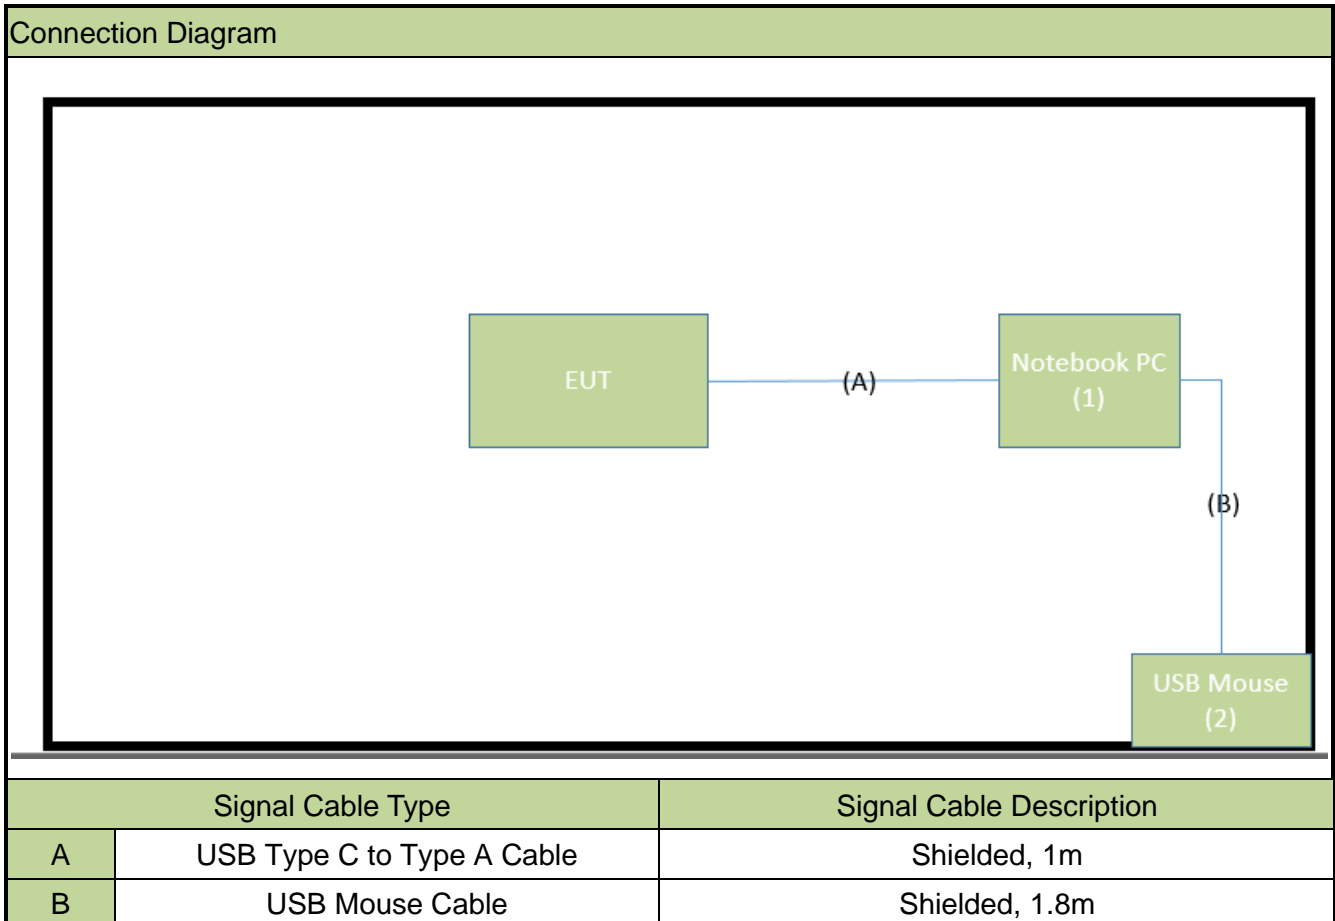 Connection Diagram
EUT
(A)
Notebook PC
(1)
(B)
USB Mouse
(2)
Signal Cable Type Signal Cable Description
A USB Type C to Type A Cable Shielded, 1m
B USB Mouse Cable Shielded, 1.8m